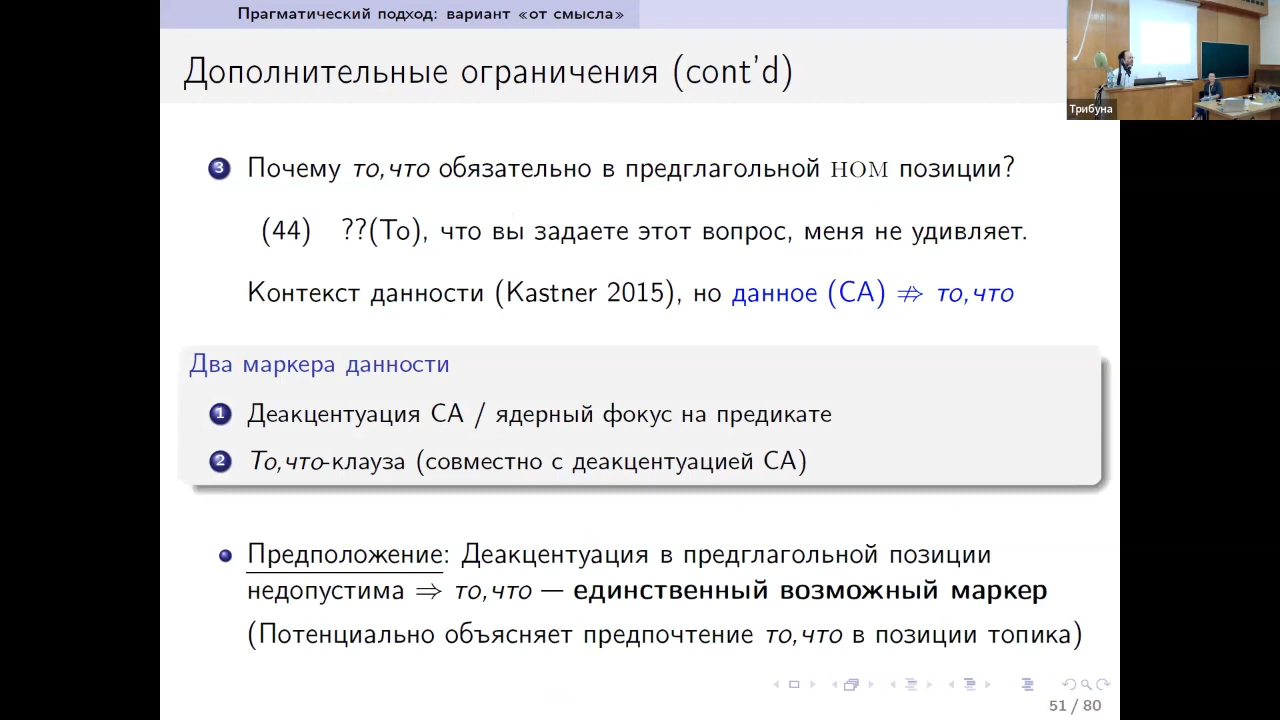 Прагматический подход: вариант «от смысла»
Дополнительные ограничения (cont'd)
Трибуна
3 Почему то,что обязательно в предглагольной НОМ позиции?
(44) ??(То), что вы задаете этот вопрос, меня не удивляет.
Контекст данности (Kastner 2015), но данное (СА) ⇏ то,что
Два маркера данности
1 Деакцентуация СА / ядерный фокус на предикате
2 То,что-клауза (совместно с деакцентуацией СА)
Предположение: Деакцентуация в предглагольной позиции
недопустима ⇒ то,что — единственный возможный маркер
(Потенциально объясняет предпочтение то,что в позиции топика)
51 / 80